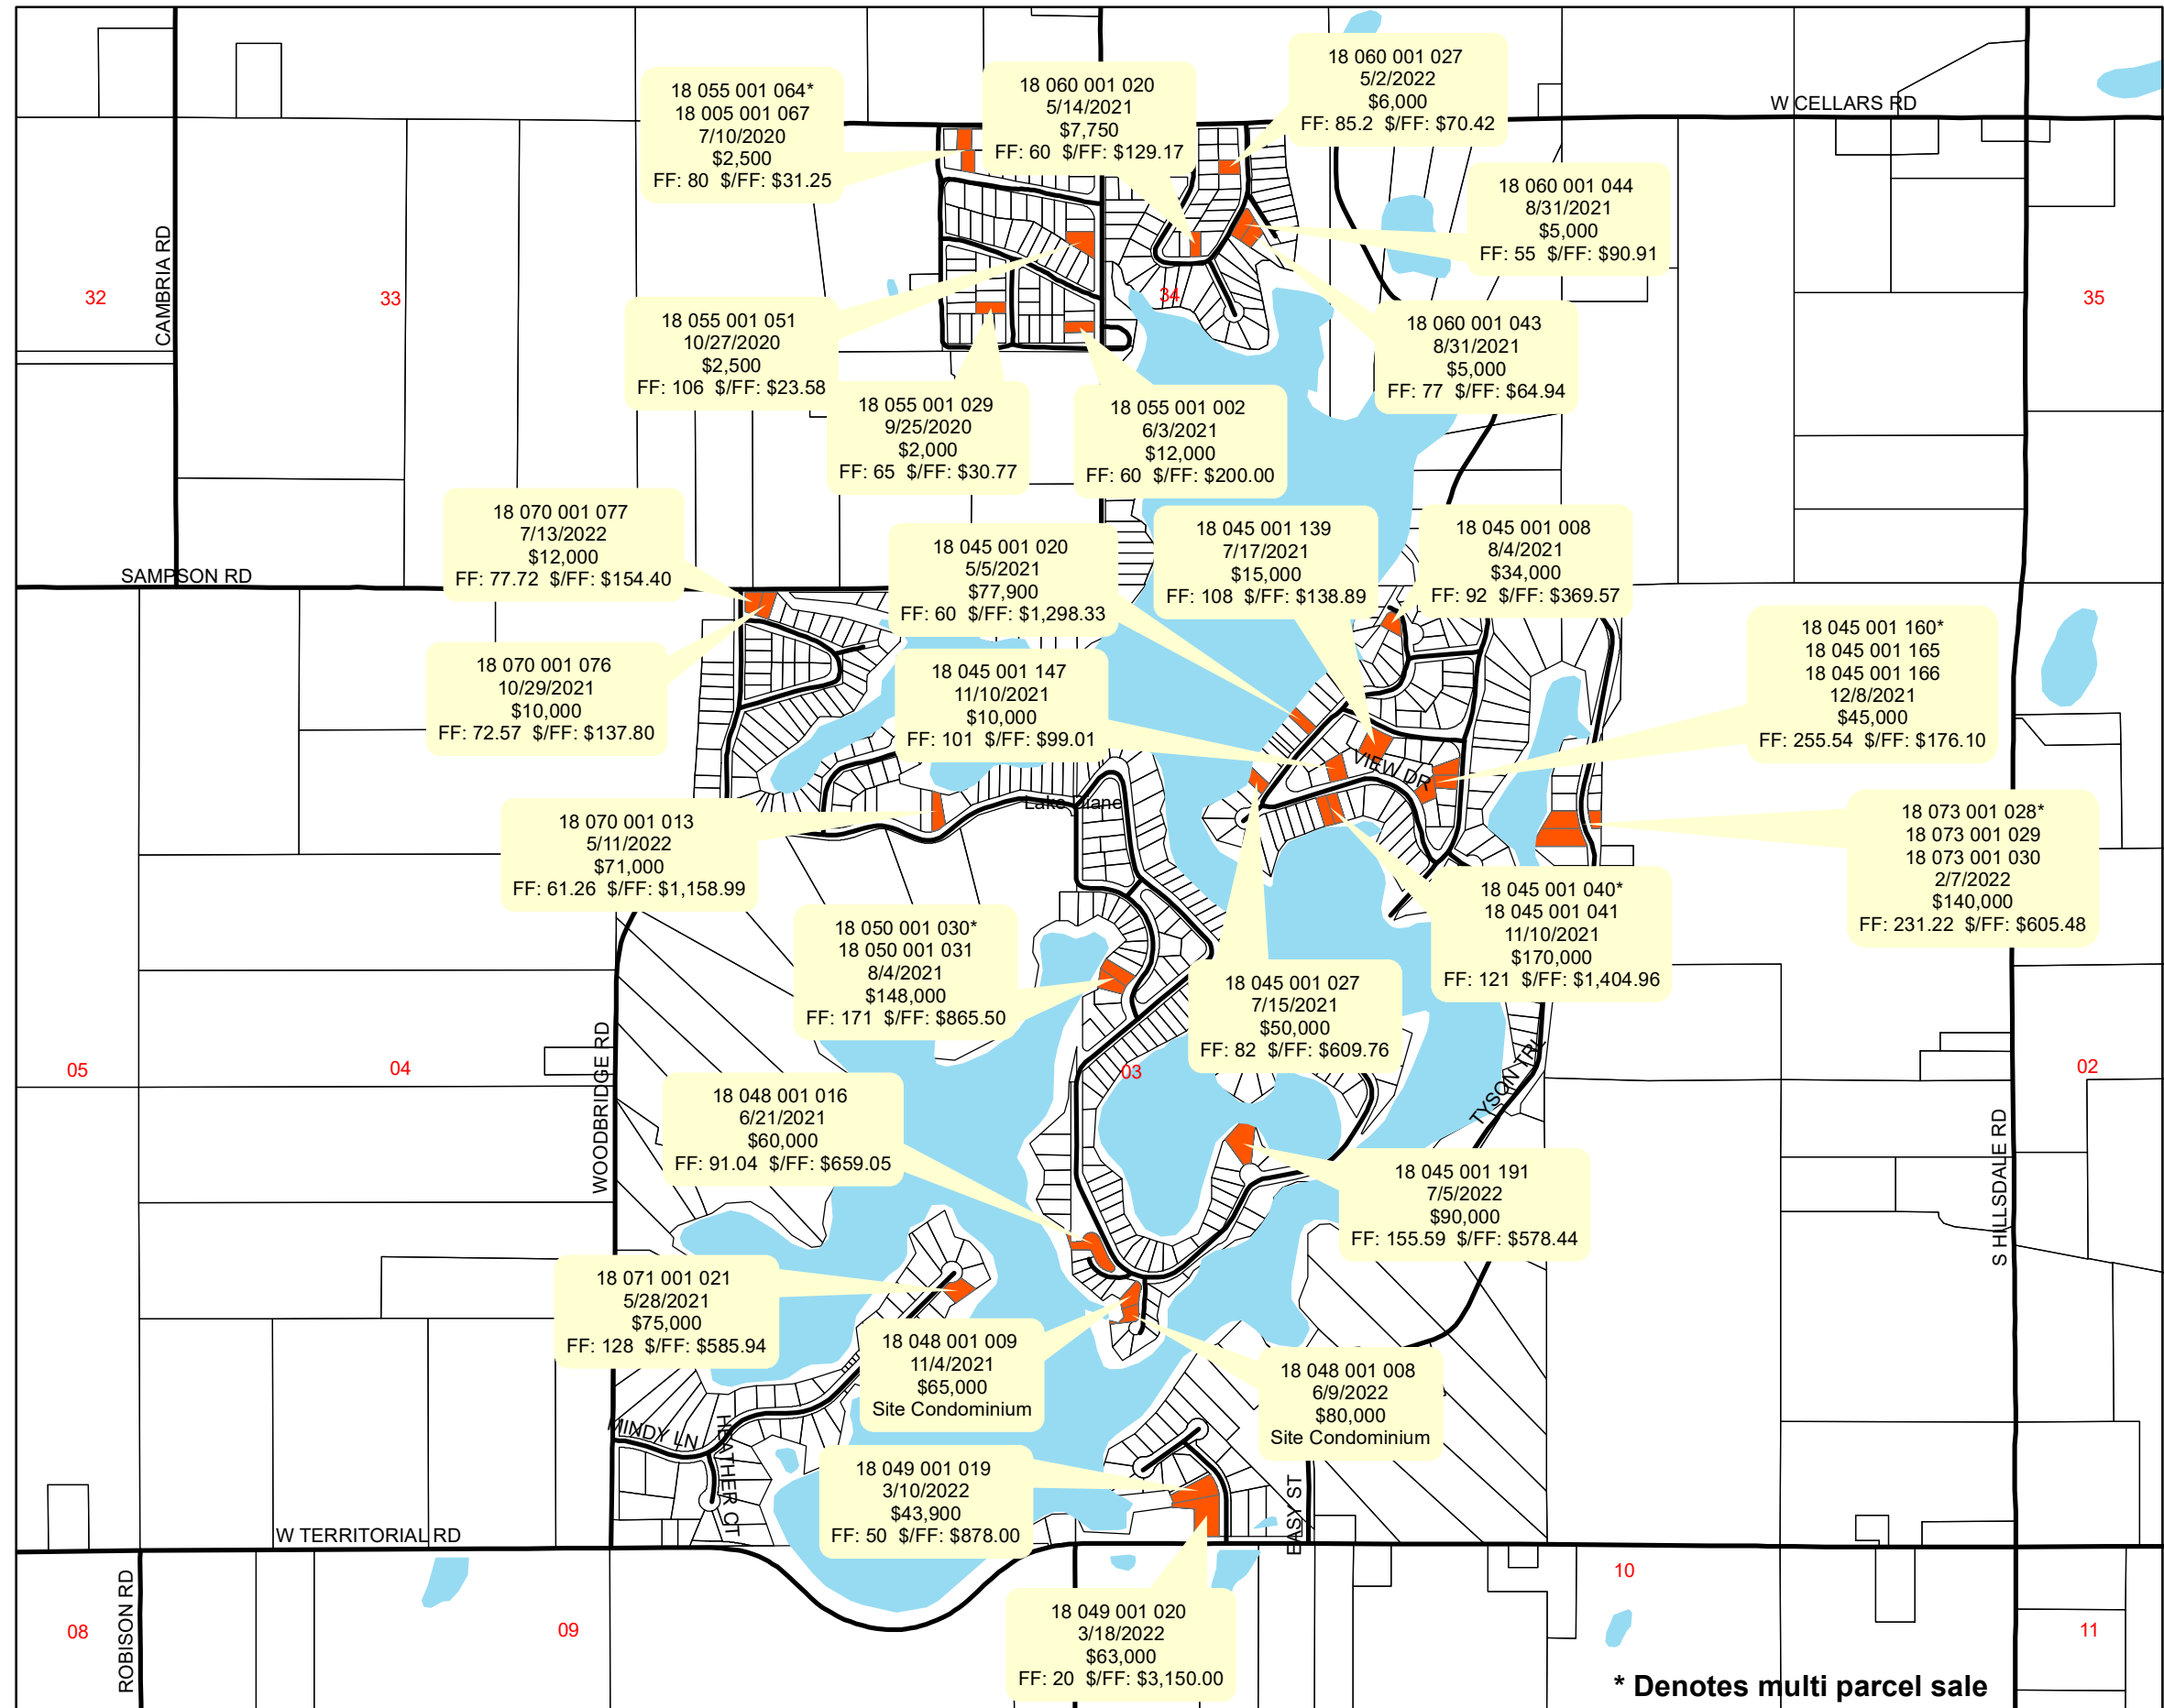 W CELLARS RD
CAMBRIA RD
32
33
34
35
18 055 001 064*
18 005 001 067
7/10/2020
$2,500
FF: 80 $/FF: $31.25
18 060 001 020
5/14/2021
$7,750
FF: 60 $/FF: $129.17
18 060 001 027
5/2/2022
$6,000
FF: 85.2 $/FF: $70.42
18 060 001 044
8/31/2021
$5,000
FF: 55 $/FF: $90.91
18 055 001 051
10/27/2020
$2,500
FF: 106 $/FF: $23.58
18 060 001 043
8/31/2021
$5,000
FF: 77 $/FF: $64.94
18 055 001 029
9/25/2020
$2,000
FF: 65 $/FF: $30.77
18 055 001 002
6/3/2021
$12,000
FF: 60 $/FF: $200.00
SAMPSON RD
18 070 001 077
7/13/2022
$12,000
FF: 77.72 $/FF: $154.40
18 045 001 020
5/5/2021
$77,900
FF: 60 $/FF: $1,298.33
18 045 001 139
7/17/2021
$15,000
FF: 108 $/FF: $138.89
18 045 001 008
8/4/2021
$34,000
FF: 92 $/FF: $369.57
18 070 001 076
10/29/2021
$10,000
FF: 72.57 $/FF: $137.80
18 045 001 147
11/10/2021
$10,000
FF: 101 $/FF: $99.01
18 045 001 160*
18 045 001 165
18 045 001 166
12/8/2021
$45,000
FF: 255.54 $/FF: $176.10
VIEW DR
Lake Diane
18 070 001 013
5/11/2022
$71,000
FF: 61.26 $/FF: $1,158.99
18 073 001 028*
18 073 001 029
18 073 001 030
2/7/2022
$140,000
FF: 231.22 $/FF: $605.48
18 045 001 040*
18 045 001 041
11/10/2021
$170,000
FF: 121 $/FF: $1,404.96
18 050 001 030*
18 050 001 031
8/4/2021
$148,000
FF: 171 $/FF: $865.50
18 045 001 027
7/15/2021
$50,000
FF: 82 $/FF: $609.76
05
04
03
02
WOODBRIDGE RD
TYSON TRL
S HILLSDALE RD
18 048 001 016
6/21/2021
$60,000
FF: 91.04 $/FF: $659.05
18 045 001 191
7/5/2022
$90,000
FF: 155.59 $/FF: $578.44
18 071 001 021
5/28/2021
$75,000
FF: 128 $/FF: $585.94
18 048 001 009
11/4/2021
$65,000
Site Condominium
18 048 001 008
6/9/2022
$80,000
Site Condominium
MINDY LN
HEATHER CT
EASY ST
18 049 001 019
3/10/2022
$43,900
FF: 50 $/FF: $878.00
W TERRITORIAL RD
ROBISON RD
18 049 001 020
3/18/2022
$63,000
FF: 20 $/FF: $3,150.00
08
09
10
11
* Denotes multi parcel sale